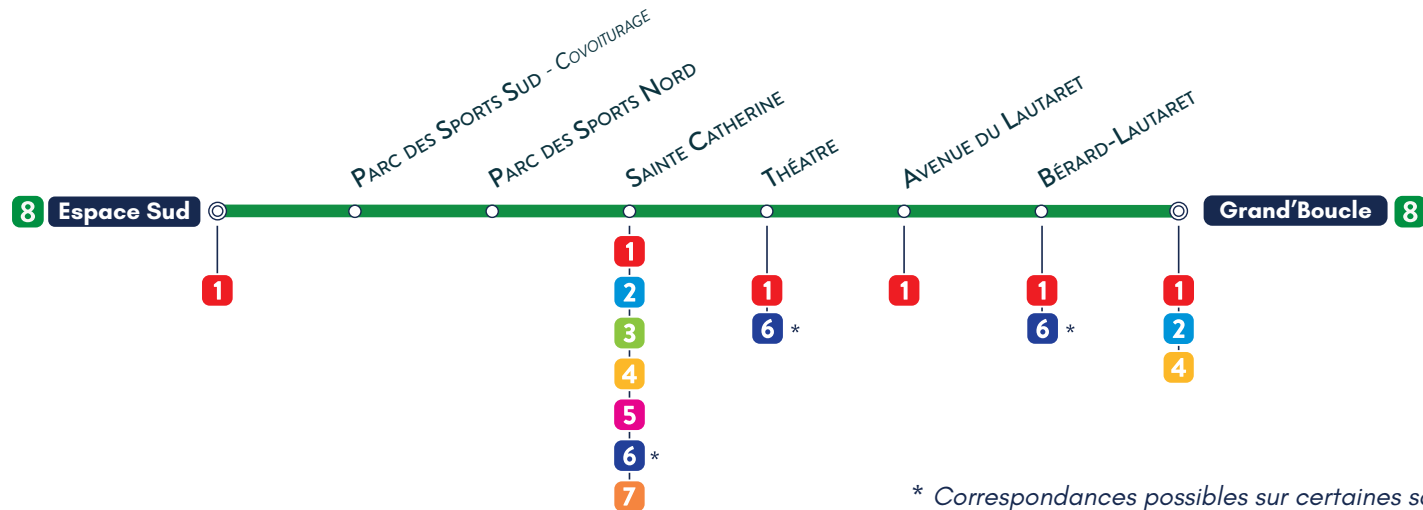 Parc des Sports Sud - Covoiturage
Parc des Sports Nord
Sainte Catherine
Théatre
Avenue du Lautaret
Bérard-Lautaret
8 Espace Sud
Grand'Boucle 8
1
1
2
3
4
5
6 *
7
1
6 *
1
1
6 *
1
2
4
* Correspondances possibles sur certaines